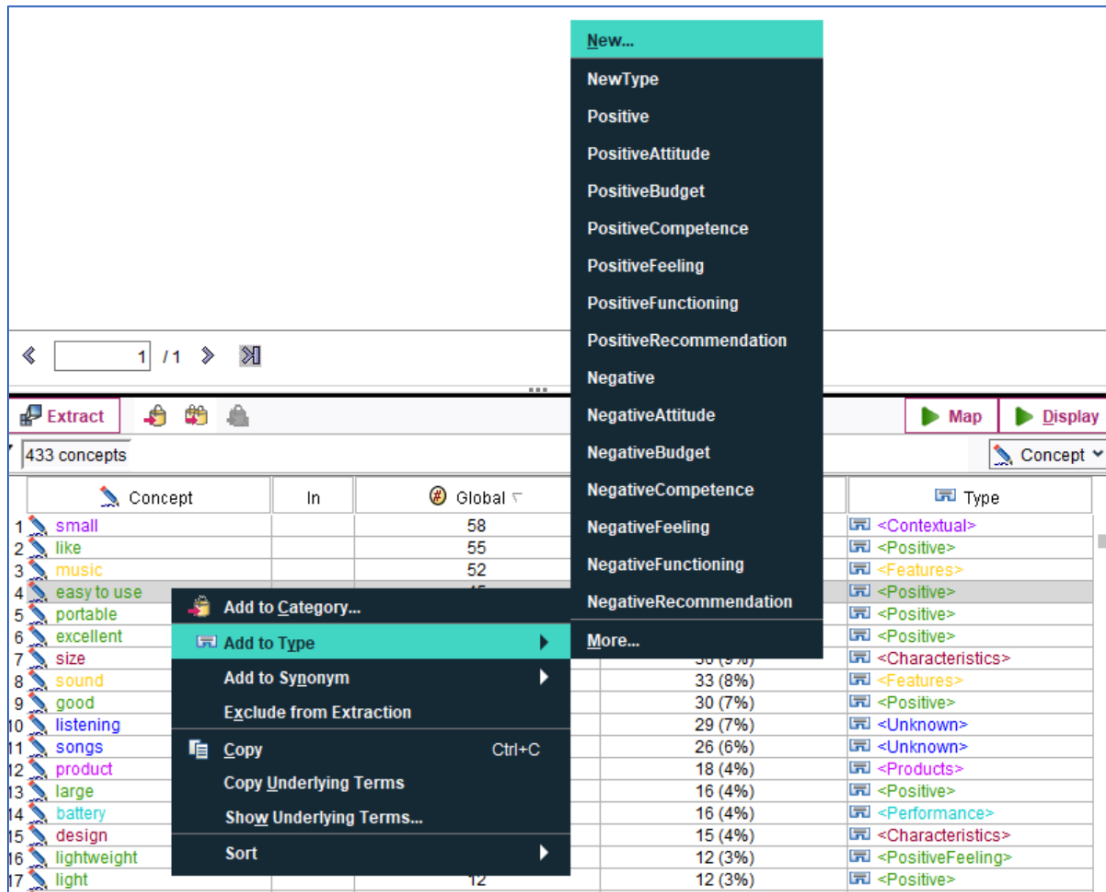 New...
NewType
Positive
PositiveAttitude
PositiveBudget
PositiveCompetence
PositiveFeeling
PositiveFunctioning
PositiveRecommendation
Negative
NegativeAttitude
NegativeBudget
NegativeCompetence
NegativeFeeling
NegativeFunctioning
NegativeRecommendation
More...
1 / 1
Extract Map Display
433 concepts Concept
Concept In # Global Type
1 small 58 <Contextual>
2 like 55 <Positive>
3 music 52 <Features>
4 easy to use <Positive>
5 portable <Positive>
6 excellent <Positive>
7 size <Characteristics>
8 sound 33 (8%) <Features>
9 good 30 (7%) <Positive>
10 listening 29 (7%) <Unknown>
11 songs 26 (6%) <Unknown>
12 product 18 (4%) <Products>
13 large 16 (4%) <Positive>
14 battery 16 (4%) <Performance>
15 design 15 (4%) <Characteristics>
16 lightweight 12 (3%) <PositiveFeeling>
17 light 12 12 (3%) <Positive>
Add to Category...
Add to Type
Add to Synonym
Exclude from Extraction
Copy Ctrl+C
Copy Underlying Terms
Show Underlying Terms...
Sort